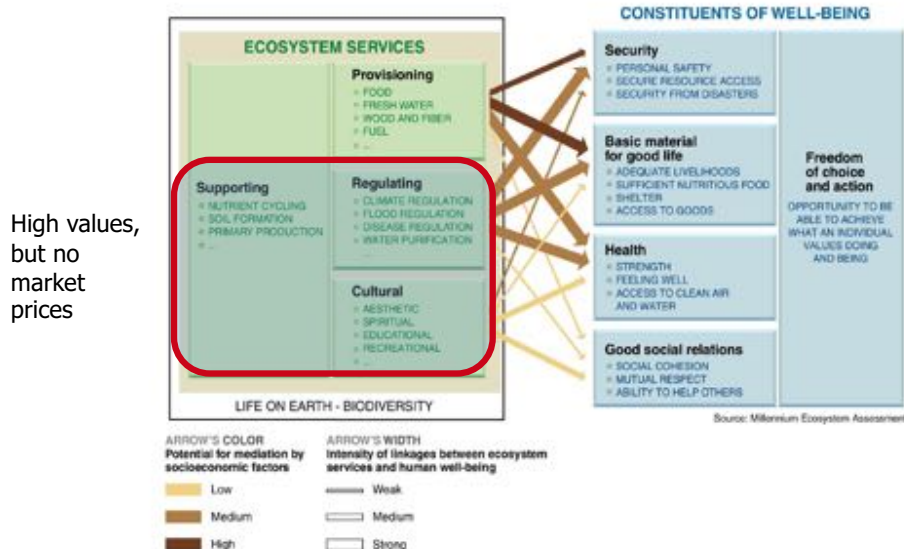 CONSTITUENTS OF WELL-BEING
ECOSYSTEM SERVICES
Provisioning
FOOD
FRESH WATER
WOOD AND FIBER
FUEL
...
Supporting
NUTRIENT CYCLING
SOIL FORMATION
PRIMARY PRODUCTION
...
Regulating
CLIMATE REGULATION
FLOOD REGULATION
DISEASE REGULATION
WATER PURIFICATION
...
Cultural
AESTHETIC
SPIRITUAL
EDUCATIONAL
RECREATIONAL
...
LIFE ON EARTH - BIODIVERSITY
High values,
but no
market
prices
Security
PERSONAL SAFETY
SECURE RESOURCE ACCESS
SECURITY FROM DISASTERS
Basic material
for good life
ADEQUATE LIVELIHOODS
SUFFICIENT NUTRITIOUS FOOD
SHELTER
ACCESS TO GOODS
Health
STRENGTH
FEELING WELL
ACCESS TO CLEAN AIR
AND WATER
Good social relations
SOCIAL COHESION
MUTUAL RESPECT
ABILITY TO HELP OTHERS
Freedom
of choice
and action
OPPORTUNITY TO BE
ABLE TO ACHIEVE
WHAT AN INDIVIDUAL
VALUES DOING
AND BEING
Source: Millennium Ecosystem Assessment
ARROW'S COLOR
Potential for mediation by
socioeconomic factors
Low
Medium
High
ARROW'S WIDTH
Intensity of linkages between ecosystem
services and human well-being
Weak
Medium
Strong